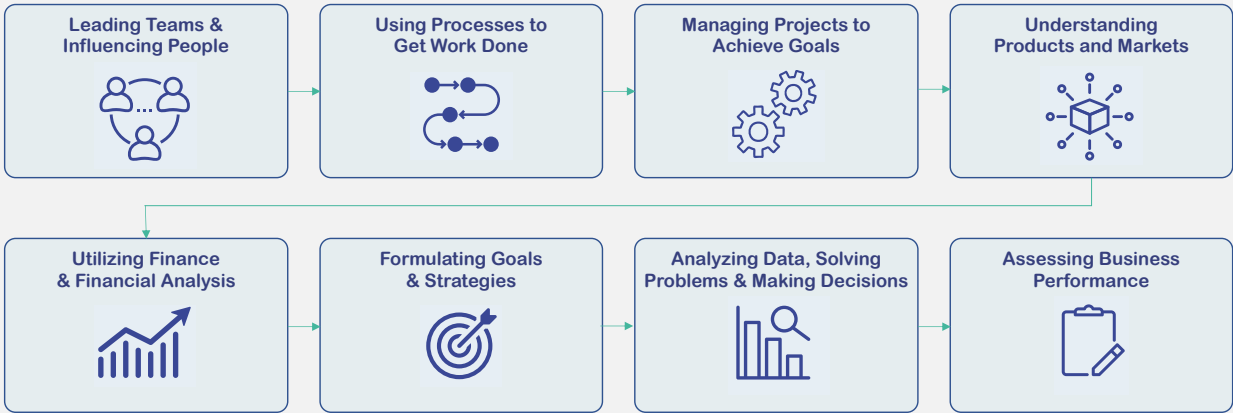 Leading Teams &
Influencing People
Using Processes to
Get Work Done
Managing Projects to
Achieve Goals
Understanding
Products and Markets
Utilizing Finance
& Financial Analysis
Formulating Goals
& Strategies
Analyzing Data, Solving
Problems & Making Decisions
Assessing Business
Performance